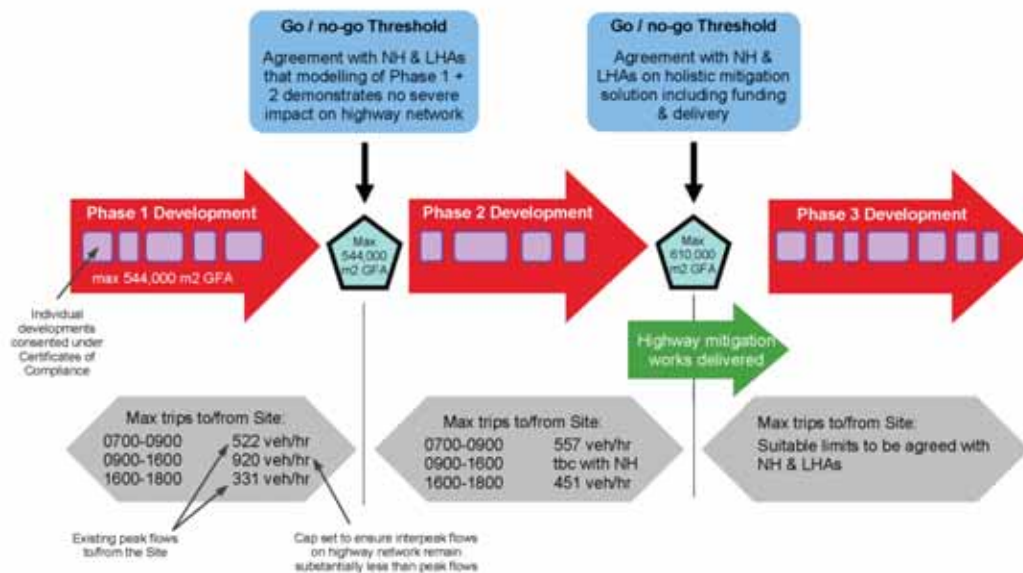 Go / no-go Threshold
Agreement with NH & LHAs
that modelling of Phase 1 +
2 demonstrates no severe
impact on highway network
Go / no-go Threshold
Agreement with NH &
LHAs on holistic mitigation
solution including funding
& delivery
Phase 1 Development
max 544,000 m2 GFA
Max
544,000
m2 GFA
Phase 2 Development
Max
610,000
m2 GFA
Phase 3 Development
Individual
developments
consented under
Certificates of
Compliance
Highway mitigation
works delivered
Max trips to/from Site:
0700-0900 522 veh/hr
0900-1600 920 veh/hr
1600-1800 331 veh/hr
Max trips to/from Site:
0700-0900 557 veh/hr
0900-1600 tbc with NH
1600-1800 451 veh/hr
Max trips to/from Site:
Suitable limits to be agreed with
NH & LHAs
Existing peak flows
to/from the Site
Cap set to ensure interpeak flows
on highway network remain
substantially less than peak flows